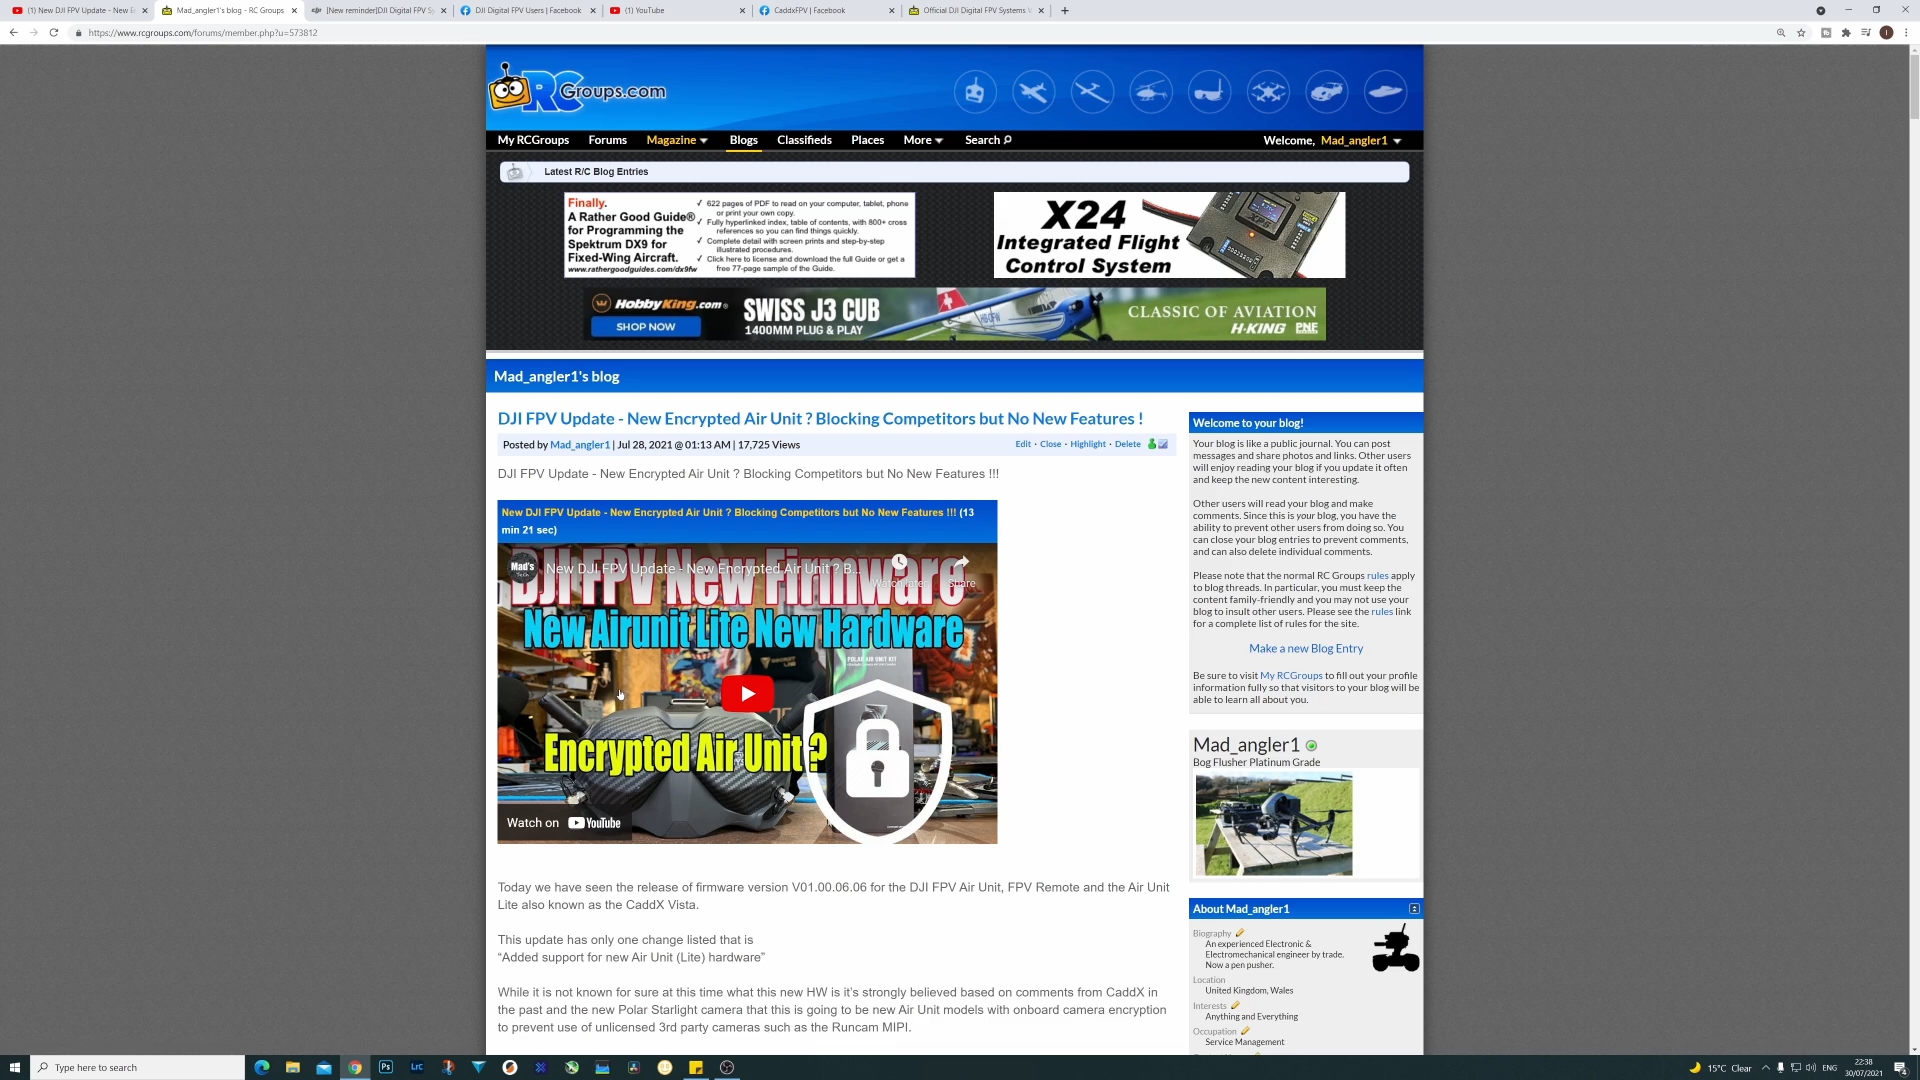 (1) New DJI FPV Update - New E
Mad_angler1's blog - RC Groups
[New reminder]DJI Digital FPV S
DJI Digital FPV Users | Facebook
(1) YouTube
CaddxFPV | Facebook
Official DJI Digital FPV Systems
https://www.rcgroups.com/forums/member.php?u=573812
RCGroups.com
My RCGroups Forums Magazine Blogs Classifieds Places More Search
Welcome, Mad_angler1
Latest R/C Blog Entries
Finally.
A Rather Good Guide®
for Programming the
Spektrum DX9 for
Fixed-Wing Aircraft.
www.rathergoodguides.com/dx9fw
✓ 622 pages of PDF to read on your computer, tablet, phone
or print your own copy.
✓ Fully hyperlinked index, table of contents, with 800+ cross
references so you can find things quickly.
✓ Complete detail with screen prints and step-by-step
illustrated procedures.
✓ Click here to license and download the full Guide or get a
free 77-page sample of the Guide.
X24
Integrated Flight
Control System
HobbyKing.com
SHOP NOW
SWISS J3 CUB
1400MM PLUG & PLAY
CLASSIC OF AVIATION
H-KING PNF
Mad_angler1's blog
DJI FPV Update - New Encrypted Air Unit ? Blocking Competitors but No New Features !
Posted by Mad_angler1 | Jul 28, 2021 @ 01:13 AM | 17,725 Views
Edit · Close · Highlight · Delete
DJI FPV Update - New Encrypted Air Unit ? Blocking Competitors but No New Features !!!
New DJI FPV Update - New Encrypted Air Unit ? Blocking Competitors but No New Features !!! (13
min 21 sec)
Mad's
New DJI FPV Update - New Encrypted Air Unit ? B...
Watch later
Share
DJI FPV New Firmware
New Airunit Lite New Hardware
POLAR AIR UNIT KIT
Encrypted Air Unit ?
Watch on YouTube
Today we have seen the release of firmware version V01.00.06.06 for the DJI FPV Air Unit, FPV Remote and the Air Unit
Lite also known as the CaddX Vista.
This update has only one change listed that is
“Added support for new Air Unit (Lite) hardware”
While it is not known for sure at this time what this new HW is it’s strongly believed based on comments from CaddX in
the past and the new Polar Starlight camera that this is going to be new Air Unit models with onboard camera encryption
to prevent use of unlicensed 3rd party cameras such as the Runcam MIPI.
Welcome to your blog!
Your blog is like a public journal. You can post
messages and share photos and links. Other users
will enjoy reading your blog if you update it often
and keep the new content interesting.
Other users will read your blog and make
comments. Since this is your blog, you have the
ability to prevent other users from doing so. You
can close your blog entries to prevent comments,
and can also delete individual comments.
Please note that the normal RC Groups rules apply
to blog threads. In particular, you must keep the
content family-friendly and you may not use your
blog to insult other users. Please see the rules link
for a complete list of rules for the site.
Make a new Blog Entry
Be sure to visit My RCGroups to fill out your profile
information fully so that visitors to your blog will be
able to learn all about you.
Mad_angler1
Bog Flusher Platinum Grade
About Mad_angler1
Biography
An experienced Electronic &
Electromechanical engineer by trade.
Now a pen pusher.
Location
United Kingdom, Wales
Interests
Anything and Everything
Occupation
Service Management
Type here to search
Ps
LrC
15°C Clear
ENG
22:38
30/07/2021